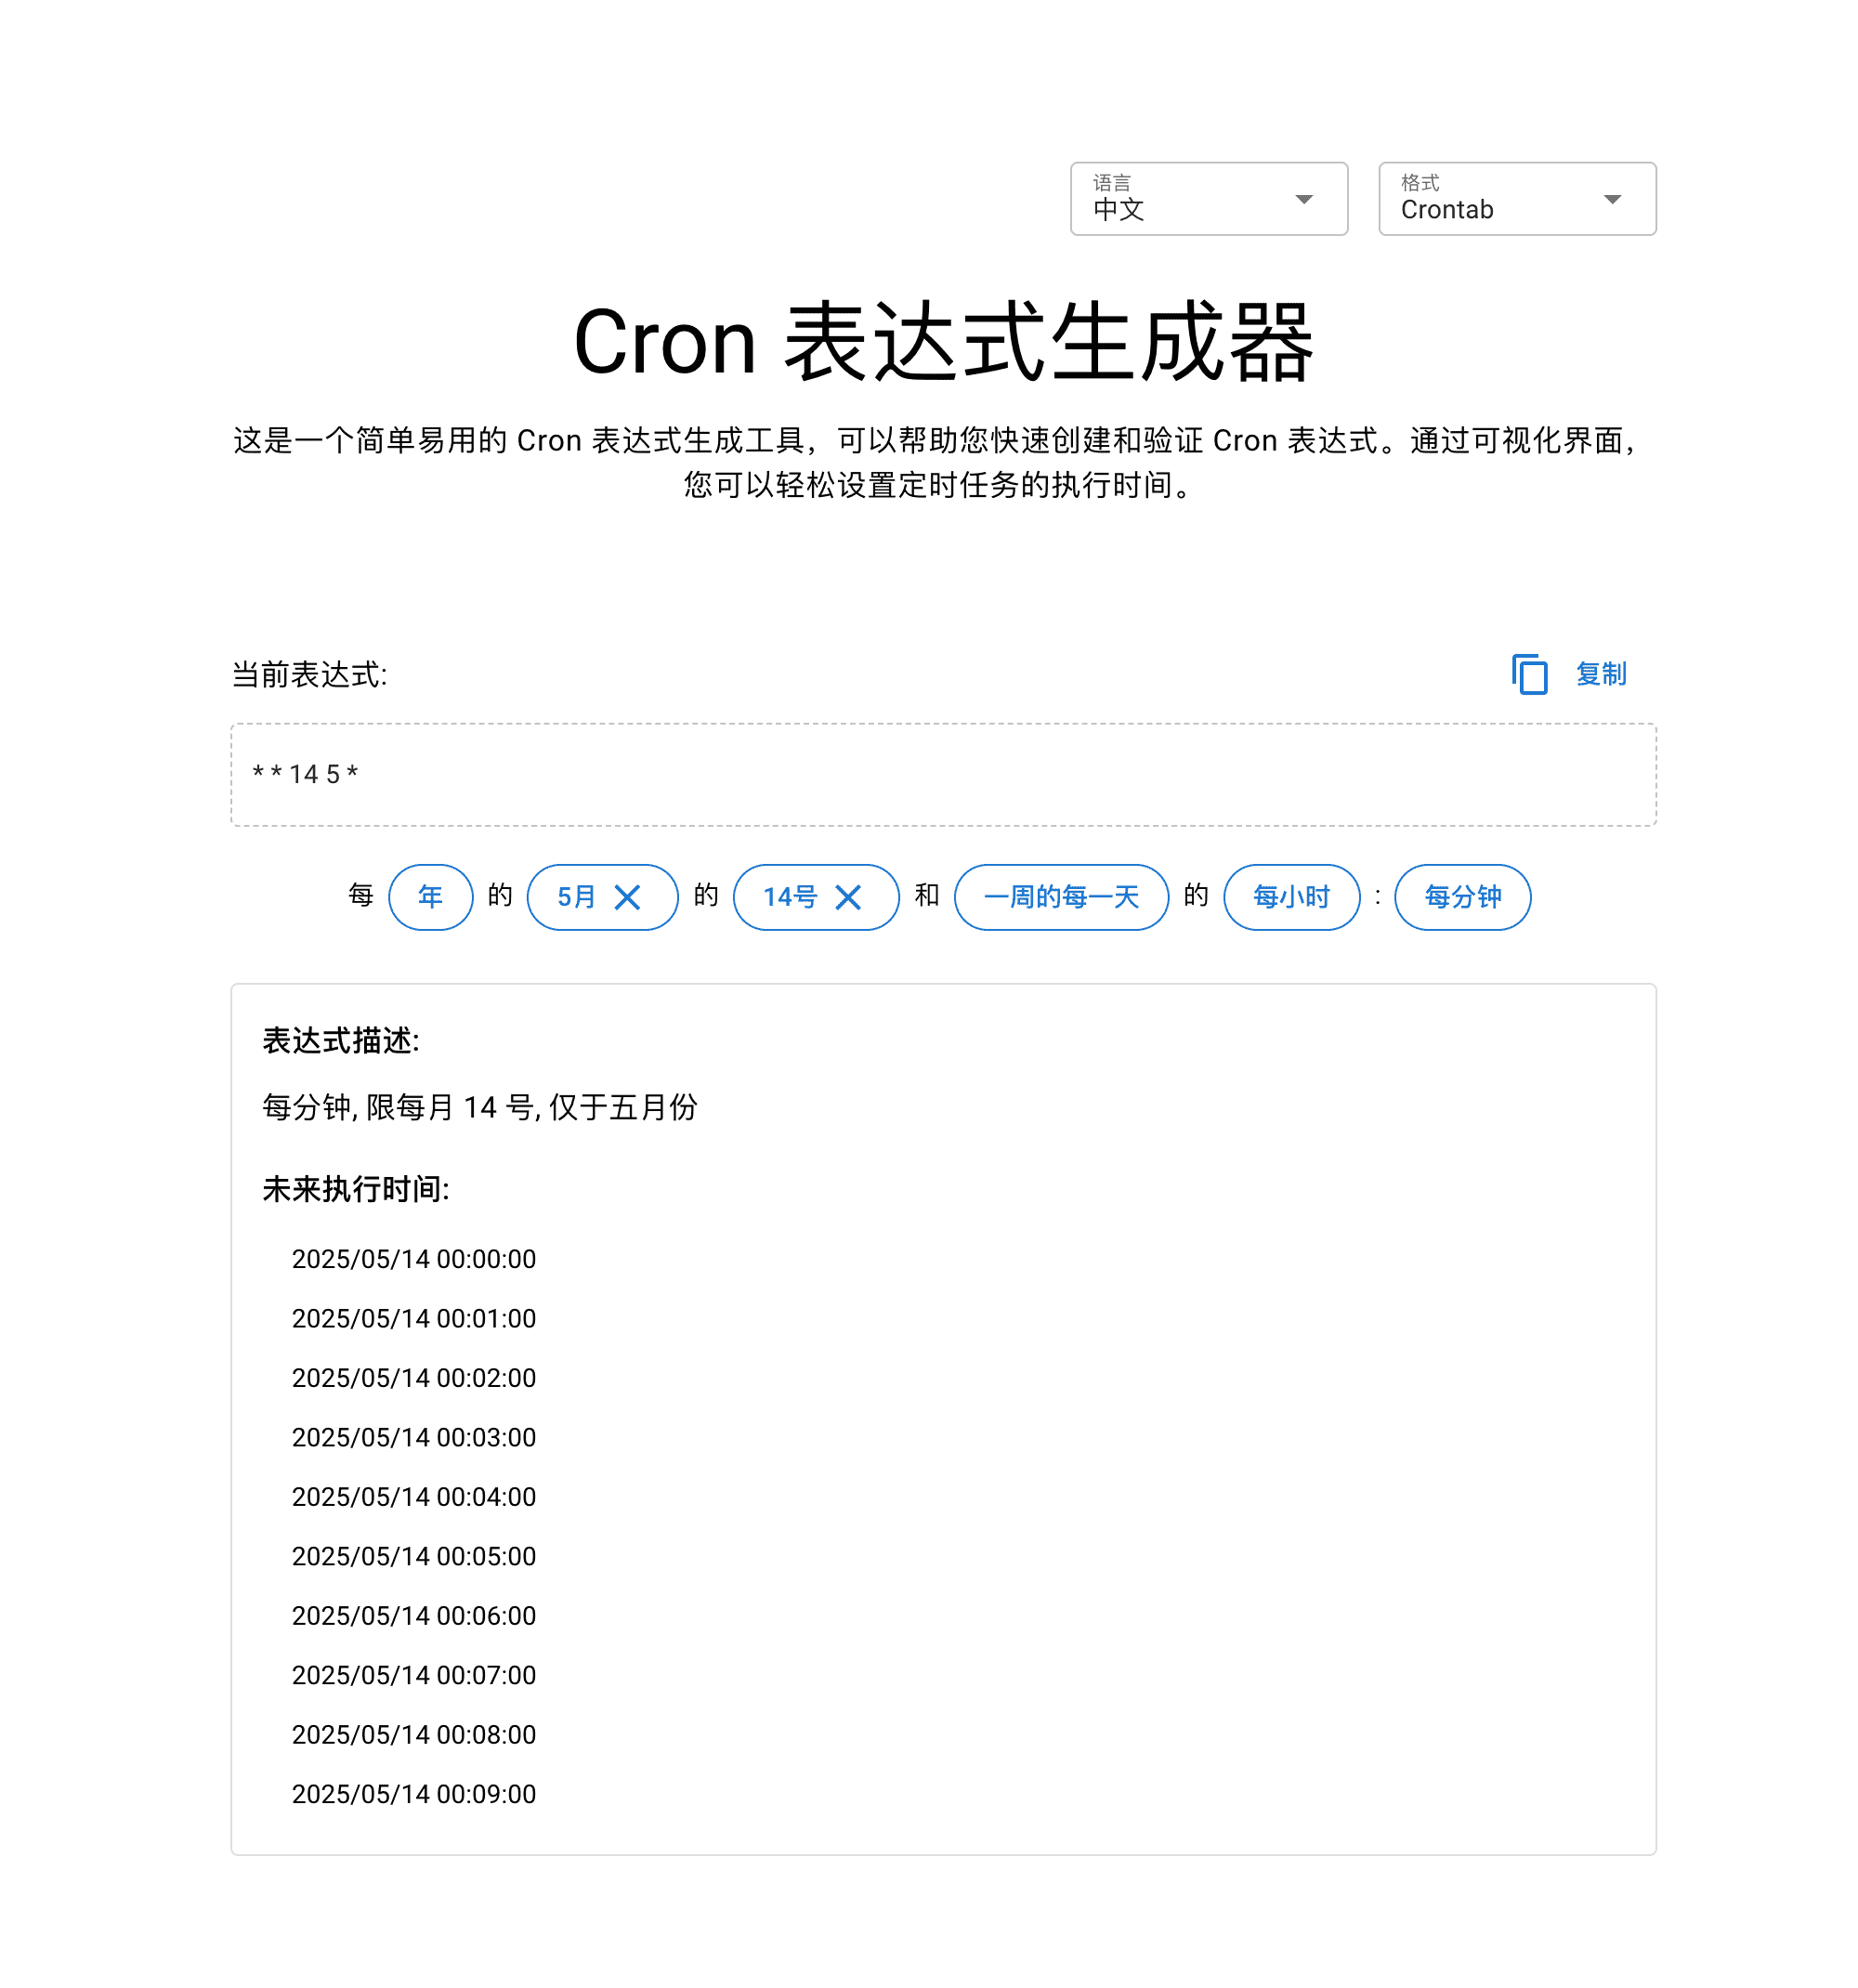 语言
中文
格式
Crontab
Cron 表达式生成器
这是一个简单易用的 Cron 表达式生成工具，可以帮助您快速创建和验证 Cron 表达式。通过可视化界面，
您可以轻松设置定时任务的执行时间。
当前表达式:
复制
* * 14 5 *
每 年 的 5月 的 14号 和 一周的每一天 的 每小时 : 每分钟
表达式描述:
每分钟, 限每月 14 号, 仅于五月份
未来执行时间:
2025/05/14 00:00:00
2025/05/14 00:01:00
2025/05/14 00:02:00
2025/05/14 00:03:00
2025/05/14 00:04:00
2025/05/14 00:05:00
2025/05/14 00:06:00
2025/05/14 00:07:00
2025/05/14 00:08:00
2025/05/14 00:09:00